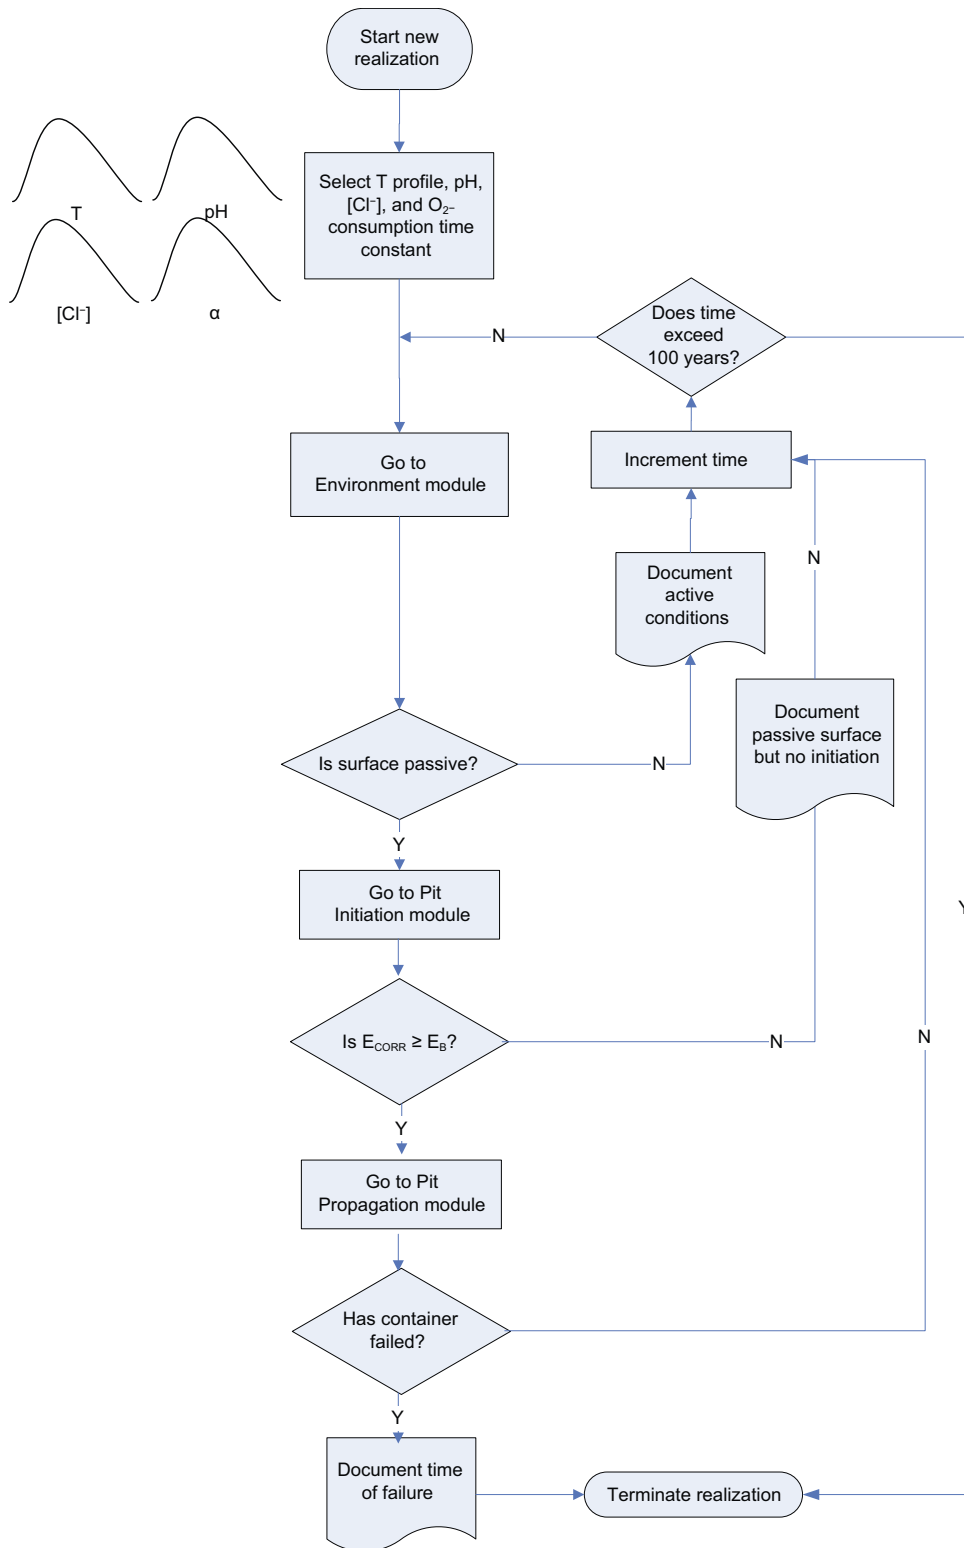 Start new
realization
T
pH
[Cl⁻]
α
Select T profile, pH,
[Cl⁻], and O₂₋
consumption time
constant
Does time
exceed
100 years?
N
Go to
Environment module
Increment time
N
Document
active
conditions
Document
passive surface
but no initiation
Is surface passive?
N
Y
Go to Pit
Initiation module
Y
Is E_CORR ≥ E_B?
N
N
Y
Go to Pit
Propagation module
Has container
failed?
Y
Document time
of failure
Terminate realization